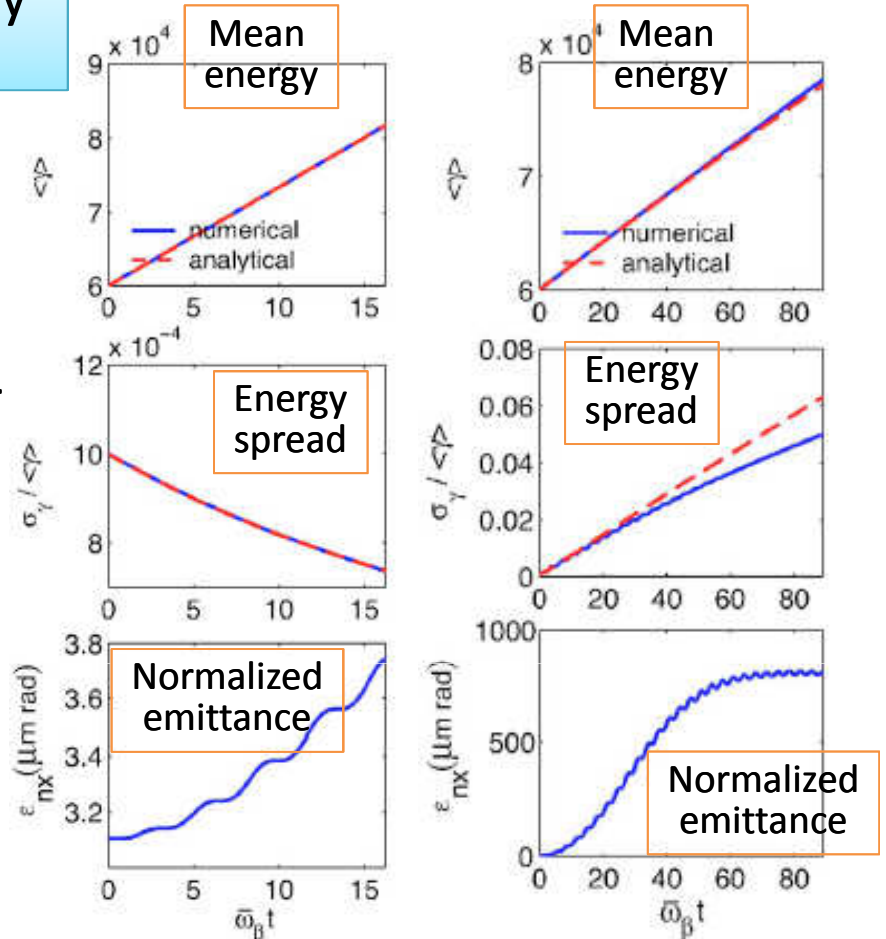 y
Mean
energy
x 10⁴
9
8
7
6
<γ>
numerical
analytical
0 5 10 15
Mean
energy
x 10⁴
8
7
6
<γ>
numerical
analytical
0 20 40 60 80
x 10⁻⁴
12
10
8
σγ / <γ>
Energy
spread
0 5 10 15
0.08
0.06
0.04
0.02
0
σγ / <γ>
Energy
spread
0 20 40 60 80
3.8
3.6
3.4
3.2
εnx (μm rad)
Normalized
emittance
0 5 10 15
ω̅βt
1000
500
0
εnx (μm rad)
Normalized
emittance
0 20 40 60 80
ω̅βt